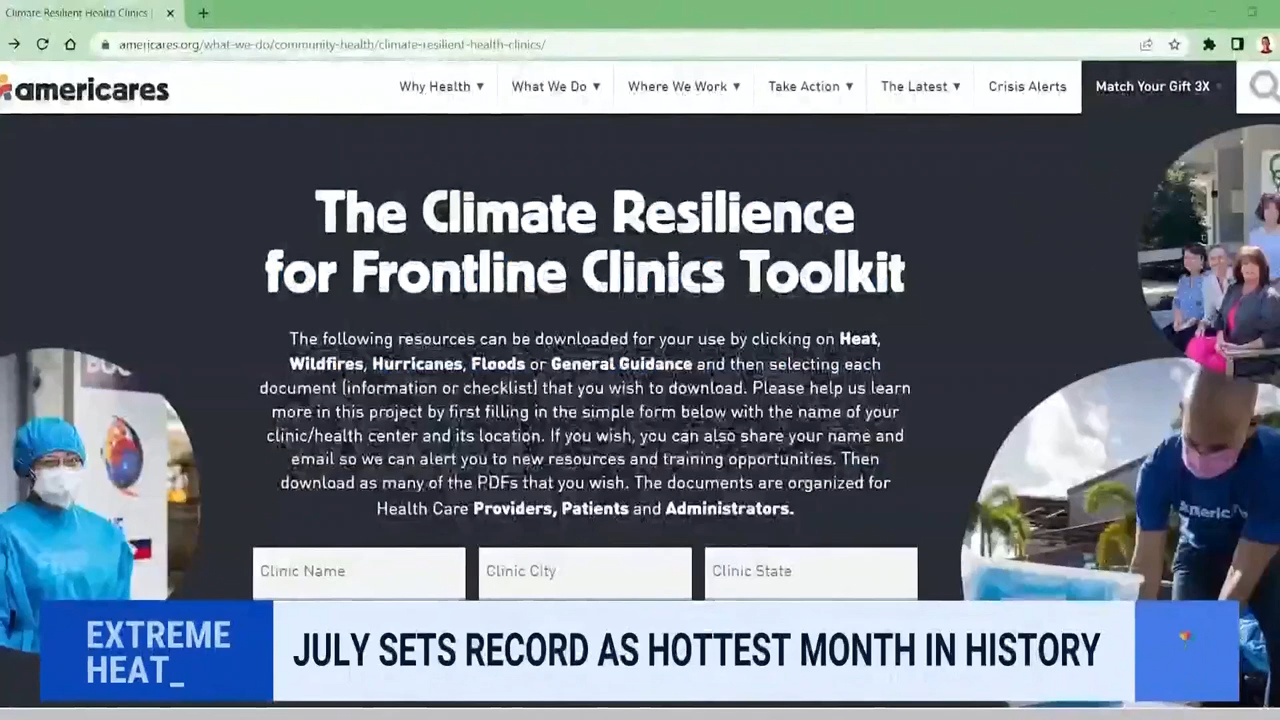 Climate Resilient Health Clinics |
americares.org/what-we-do/community-health/climate-resilient-health-clinics/
americares
Why Health
What We Do
Where We Work
Take Action
The Latest
Crisis Alerts
Match Your Gift 3X
The Climate Resilience
for Frontline Clinics Toolkit
The following resources can be downloaded for your use by clicking on Heat,
Wildfires, Hurricanes, Floods or General Guidance and then selecting each
document (information or checklist) that you wish to download. Please help us learn
more in this project by first filling in the simple form below with the name of your
clinic/health center and its location. If you wish, you can also share your name and
email so we can alert you to new resources and training opportunities. Then
download as many of the PDFs that you wish. The documents are organized for
Health Care Providers, Patients and Administrators.
Clinic Name
Clinic City
Clinic State
EXTREME
HEAT_
JULY SETS RECORD AS HOTTEST MONTH IN HISTORY